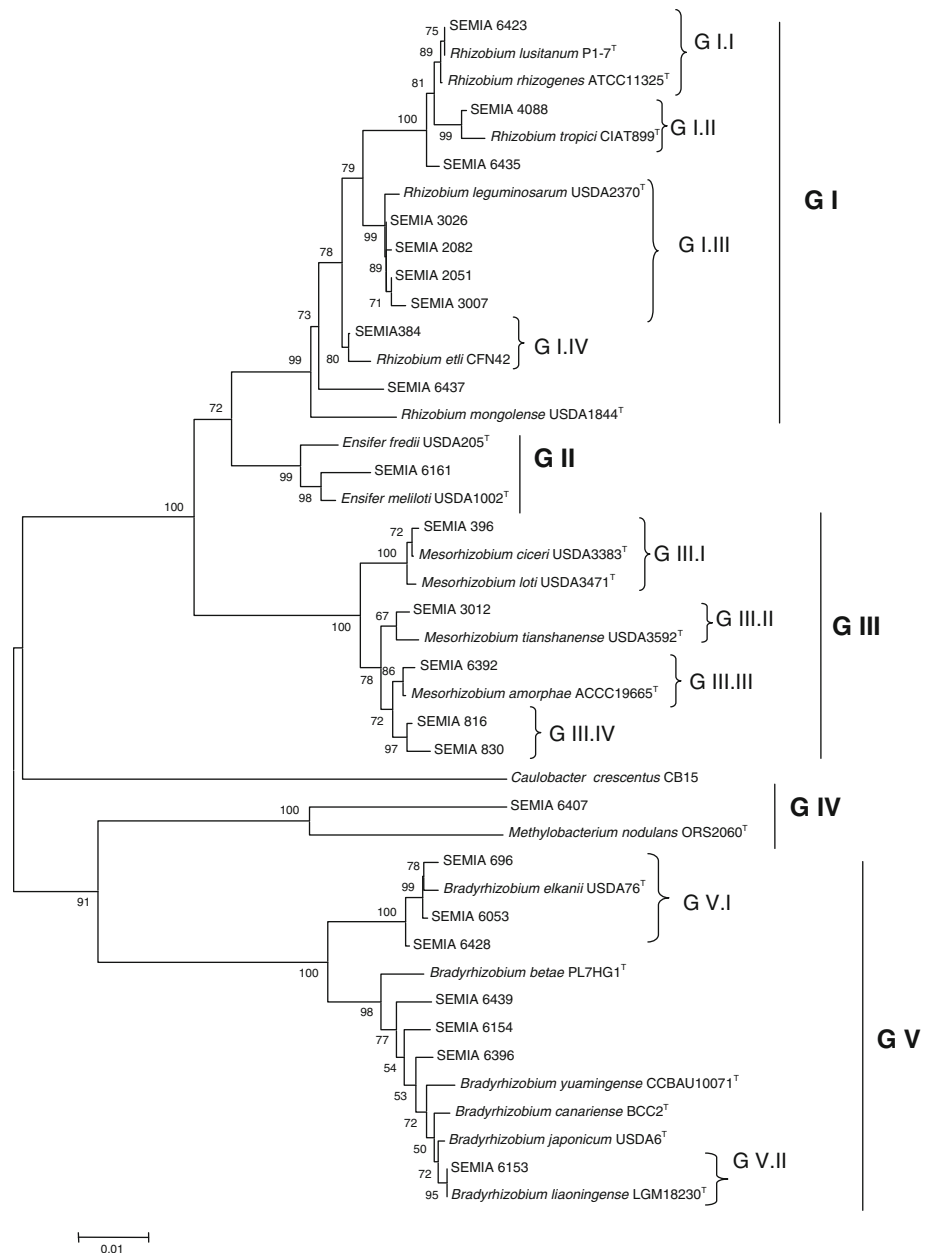 SEMIA 6423
75
G I.I
89
Rhizobium lusitanum P1-7T
81
Rhizobium rhizogenes ATCC11325T
SEMIA 4088
100
G I.II
99
Rhizobium tropici CIAT899T
79
SEMIA 6435
Rhizobium leguminosarum USDA2370T
G I
SEMIA 3026
99
G I.III
78
SEMIA 2082
89
SEMIA 2051
71
SEMIA 3007
73
SEMIA384
G I.IV
99
80
Rhizobium etli CFN42
SEMIA 6437
72
Rhizobium mongolense USDA1844T
Ensifer fredii USDA205T
G II
99
SEMIA 6161
98
Ensifer meliloti USDA1002T
100
SEMIA 396
72
100
Mesorhizobium ciceri USDA3383T
G III.I
Mesorhizobium loti USDA3471T
SEMIA 3012
67
G III.II
100
G III
Mesorhizobium tianshanense USDA3592T
SEMIA 6392
78
86
G III.III
Mesorhizobium amorphae ACCC19665T
72
SEMIA 816
G III.IV
97
SEMIA 830
Caulobacter crescentus CB15
G IV
100
SEMIA 6407
Methylobacterium nodulans ORS2060T
SEMIA 696
78
99
Bradyrhizobium elkanii USDA76T
G V.I
91
100
SEMIA 6053
SEMIA 6428
100
Bradyrhizobium betae PL7HG1T
98
SEMIA 6439
77
SEMIA 6154
G V
54
SEMIA 6396
53
Bradyrhizobium yuamingense CCBAU10071T
72
Bradyrhizobium canariense BCC2T
50
Bradyrhizobium japonicum USDA6T
G V.II
72
SEMIA 6153
95
Bradyrhizobium liaoningense LGM18230T
0.01